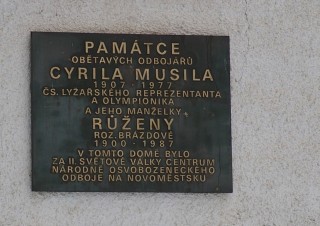 PAMÁTCE
OBĚTAVÝCH ODBOJÁŘŮ
CYRILA MUSILA
1907 - 1977
ČS. LYŽAŘSKÉHO REPREZENTANTA
A OLYMPIONIKA
A JEHO MANŽELKY
RŮŽENY
ROZ. BRÁZDOVÉ
1900 - 1987
V TOMTO DOMĚ BYLO
ZA II. SVĚTOVÉ VÁLKY CENTRUM
NÁRODNĚ OSVOBOZENECKÉHO
ODBOJE NA NOVOMĚSTSKU